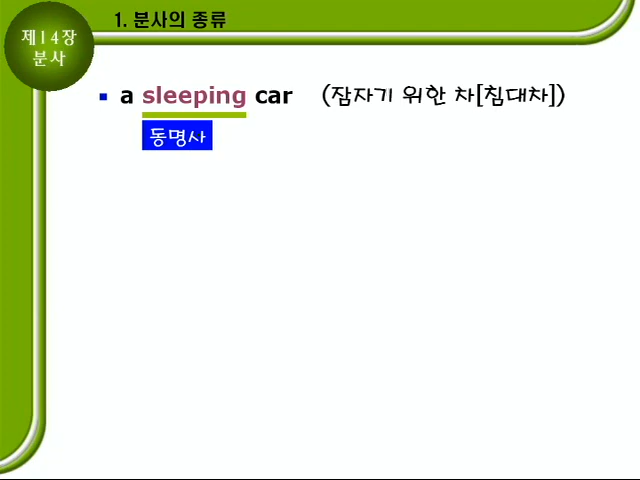 제14장
분사
1. 분사의 종류
a sleeping car (잠자기 위한 차[침대차])
동명사